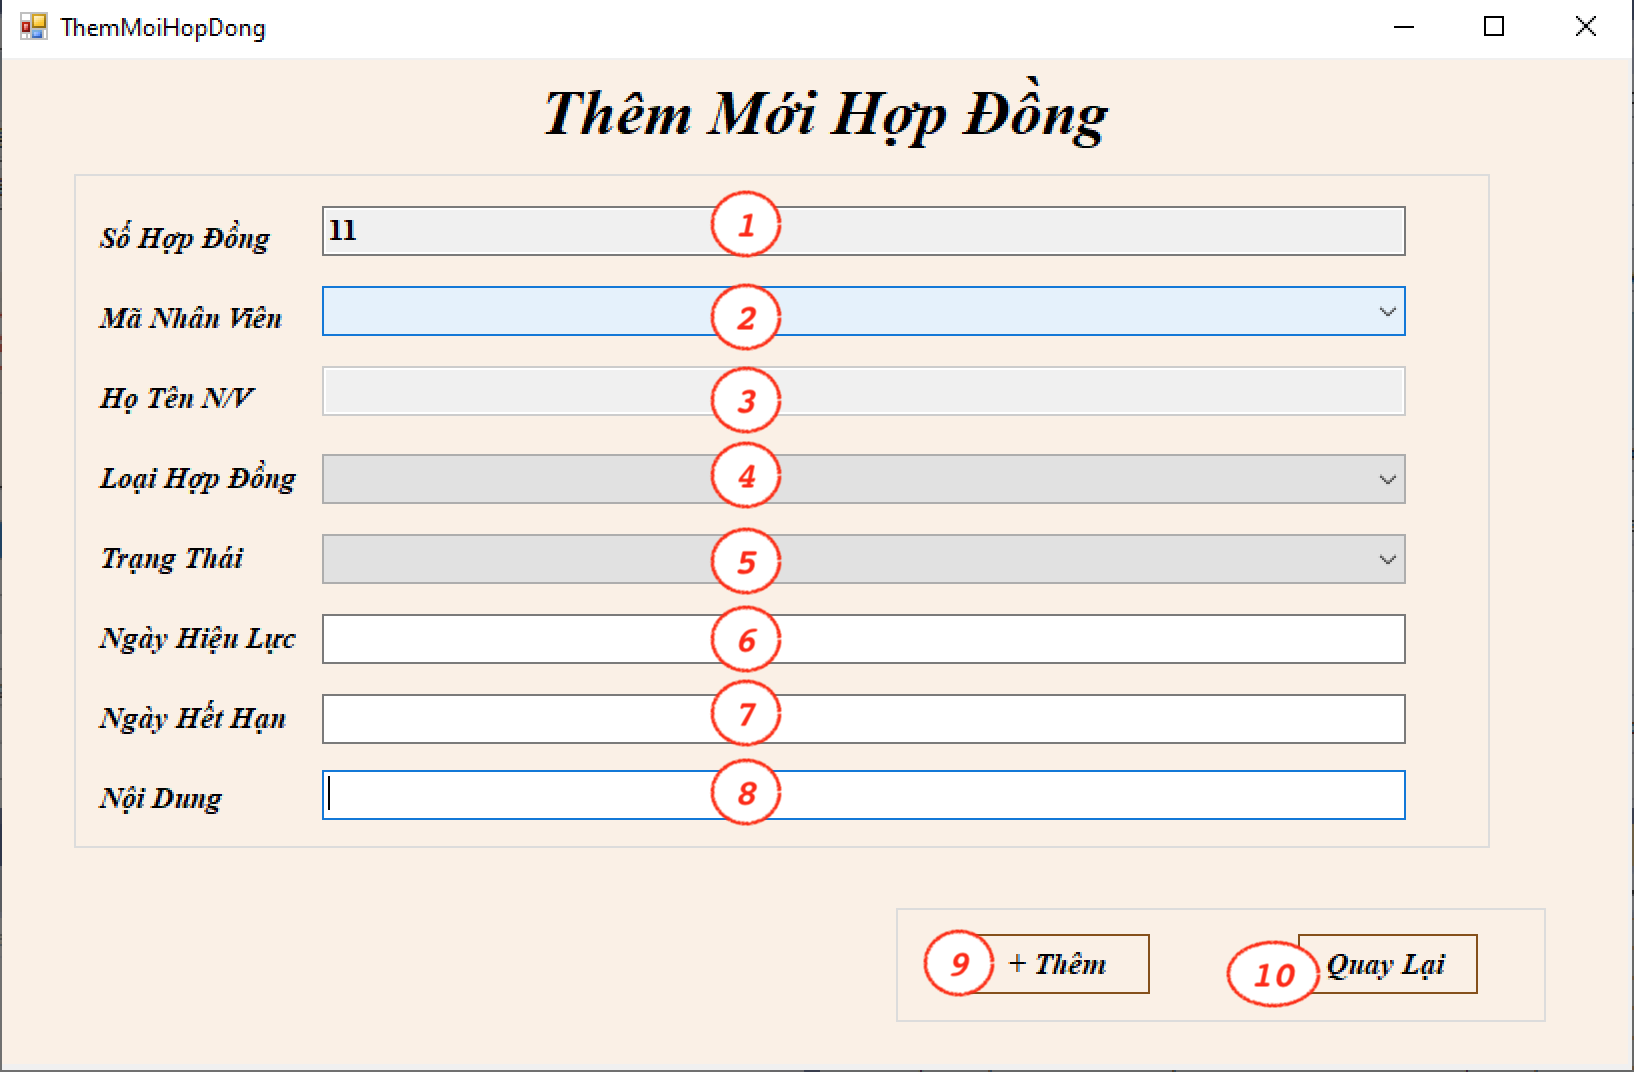 ThemMoiHopDong
Thêm Mới Hợp Đồng
Số Hợp Đồng 11 1
Mã Nhân Viên 2
Họ Tên N/V 3
Loại Hợp Đồng 4
Trạng Thái 5
Ngày Hiệu Lực 6
Ngày Hết Hạn 7
Nội Dung 8
9 + Thêm 10 Quay Lại